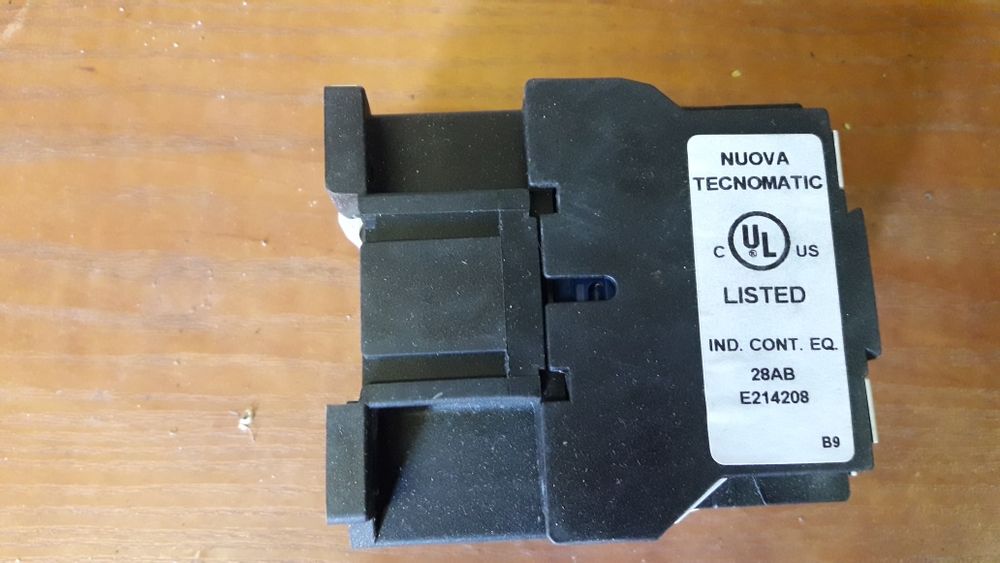 NUOVA
TECNOMATIC
C UL ® US
LISTED
IND. CONT. EQ.
28AB
E214208
B9